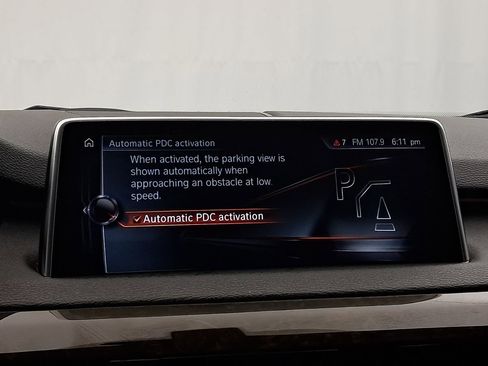 Automatic PDC activation
7 FM 107.9 6:11 pm
When activated, the parking view is
shown automatically when
approaching an obstacle at low
speed.
Automatic PDC activation
P